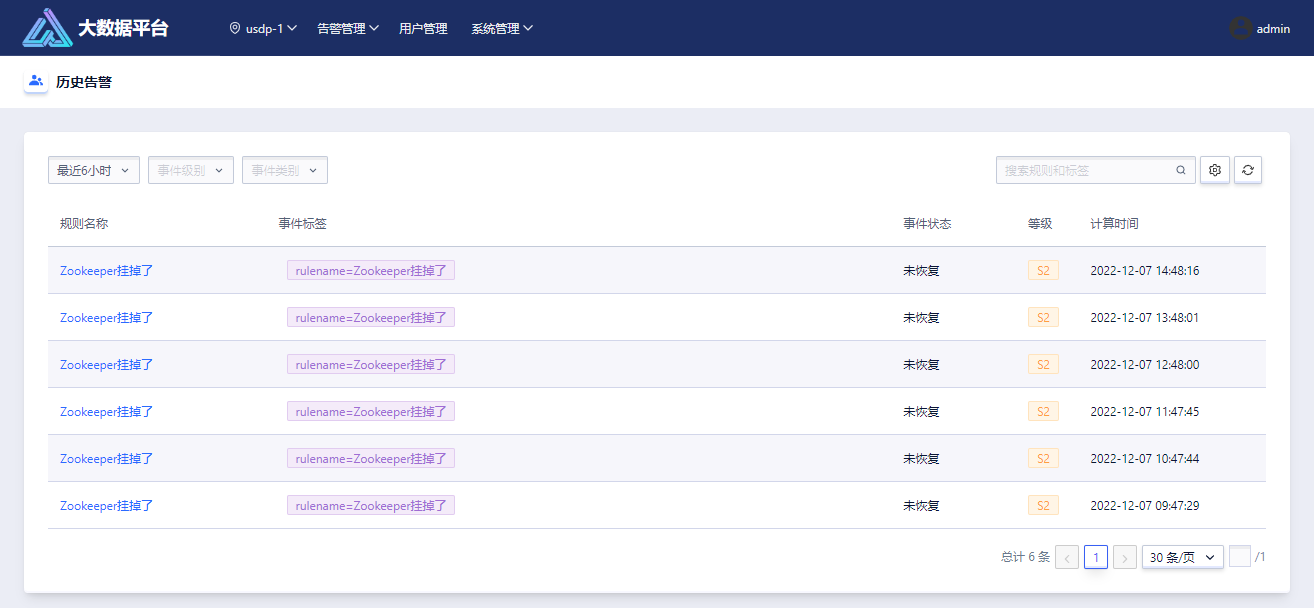 大数据平台 usdp-1 告警管理 用户管理 系统管理 admin
历史告警
最近6小时 事件级别 事件类别 搜索规则和标签
规则名称 事件标签 事件状态 等级 计算时间
Zookeeper挂掉了 rulename=Zookeeper挂掉了 未恢复 S2 2022-12-07 14:48:16
Zookeeper挂掉了 rulename=Zookeeper挂掉了 未恢复 S2 2022-12-07 13:48:01
Zookeeper挂掉了 rulename=Zookeeper挂掉了 未恢复 S2 2022-12-07 12:48:00
Zookeeper挂掉了 rulename=Zookeeper挂掉了 未恢复 S2 2022-12-07 11:47:45
Zookeeper挂掉了 rulename=Zookeeper挂掉了 未恢复 S2 2022-12-07 10:47:44
Zookeeper挂掉了 rulename=Zookeeper挂掉了 未恢复 S2 2022-12-07 09:47:29
总计 6 条 < 1 > 30 条/页 /1